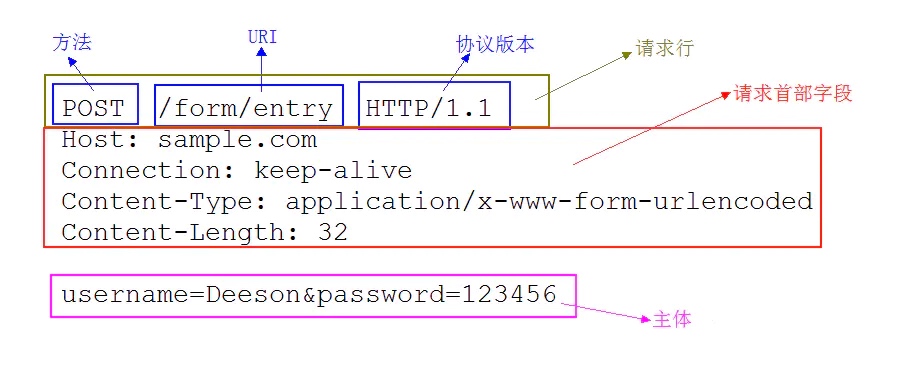 方法
URI
协议版本
请求行
POST /form/entry HTTP/1.1
请求首部字段
Host: sample.com
Connection: keep-alive
Content-Type: application/x-www-form-urlencoded
Content-Length: 32
username=Deeson&password=123456
主体